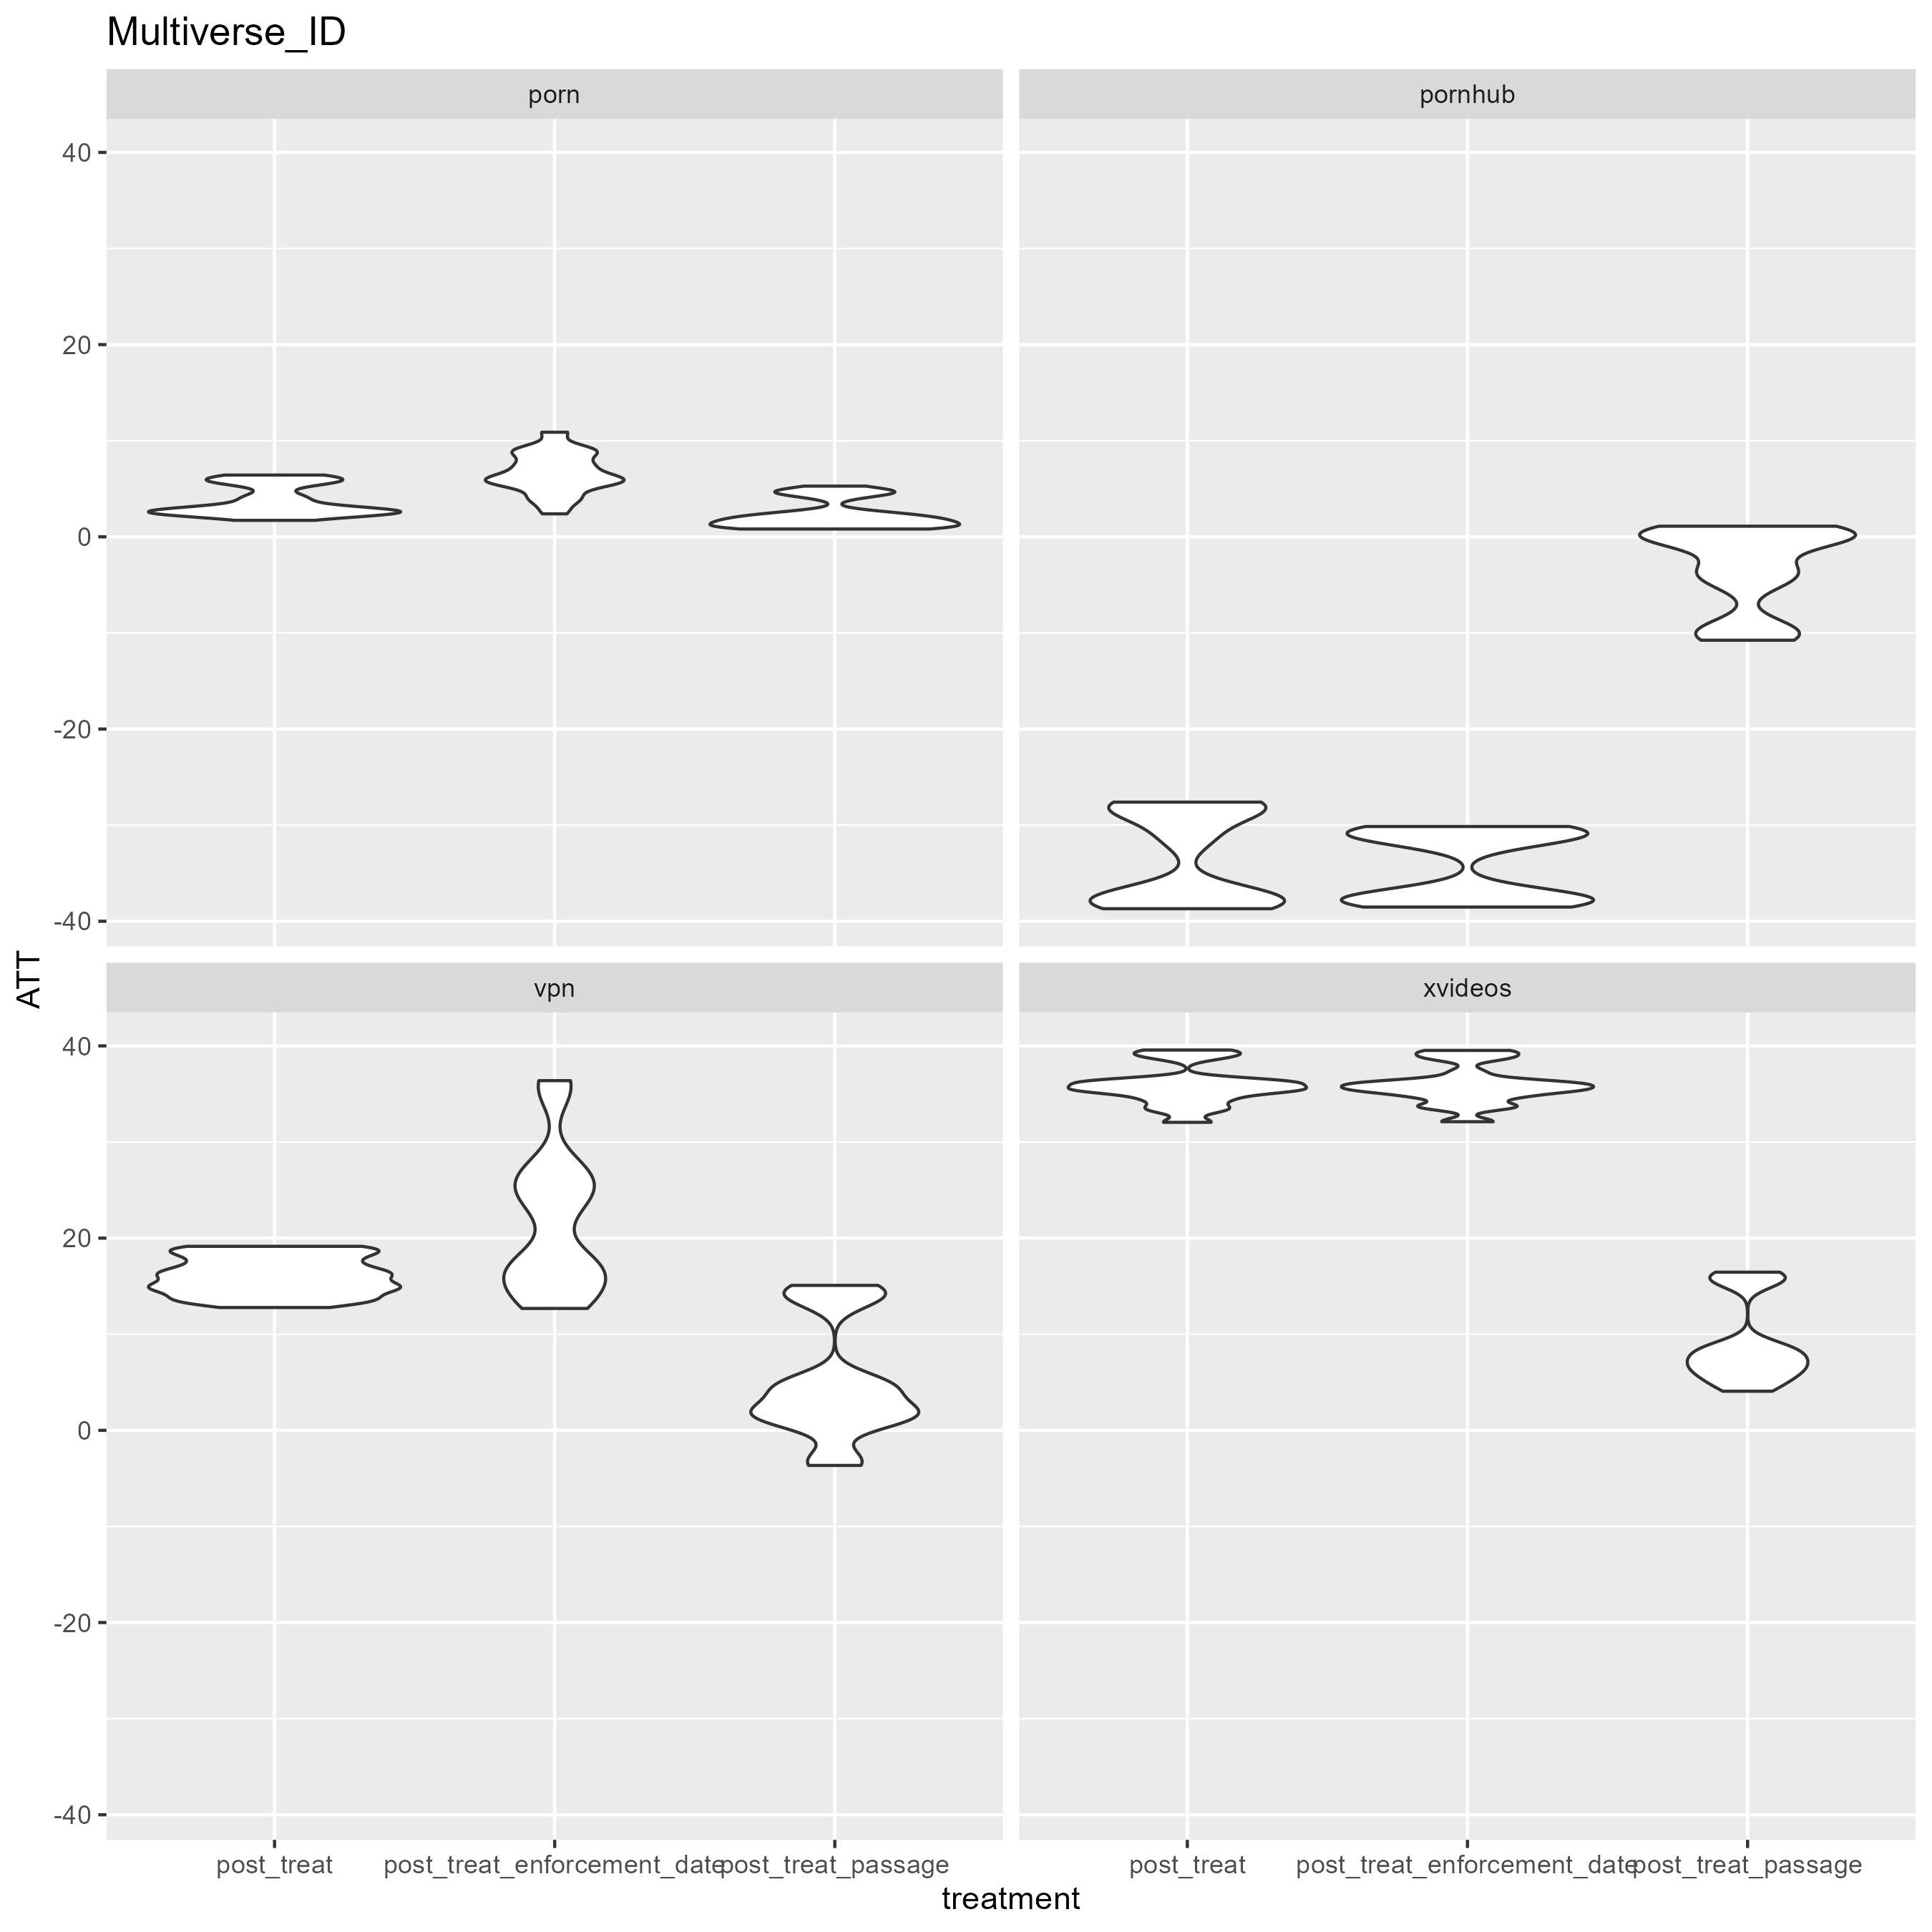 Multiverse_ID
porn
pornhub
40
20
0
-20
-40
ATT
vpn
xvideos
40
20
0
-20
-40
post_treat
post_treat_enforcement_date
post_treat_passage
post_treat
post_treat_enforcement_date
post_treat_passage
treatment